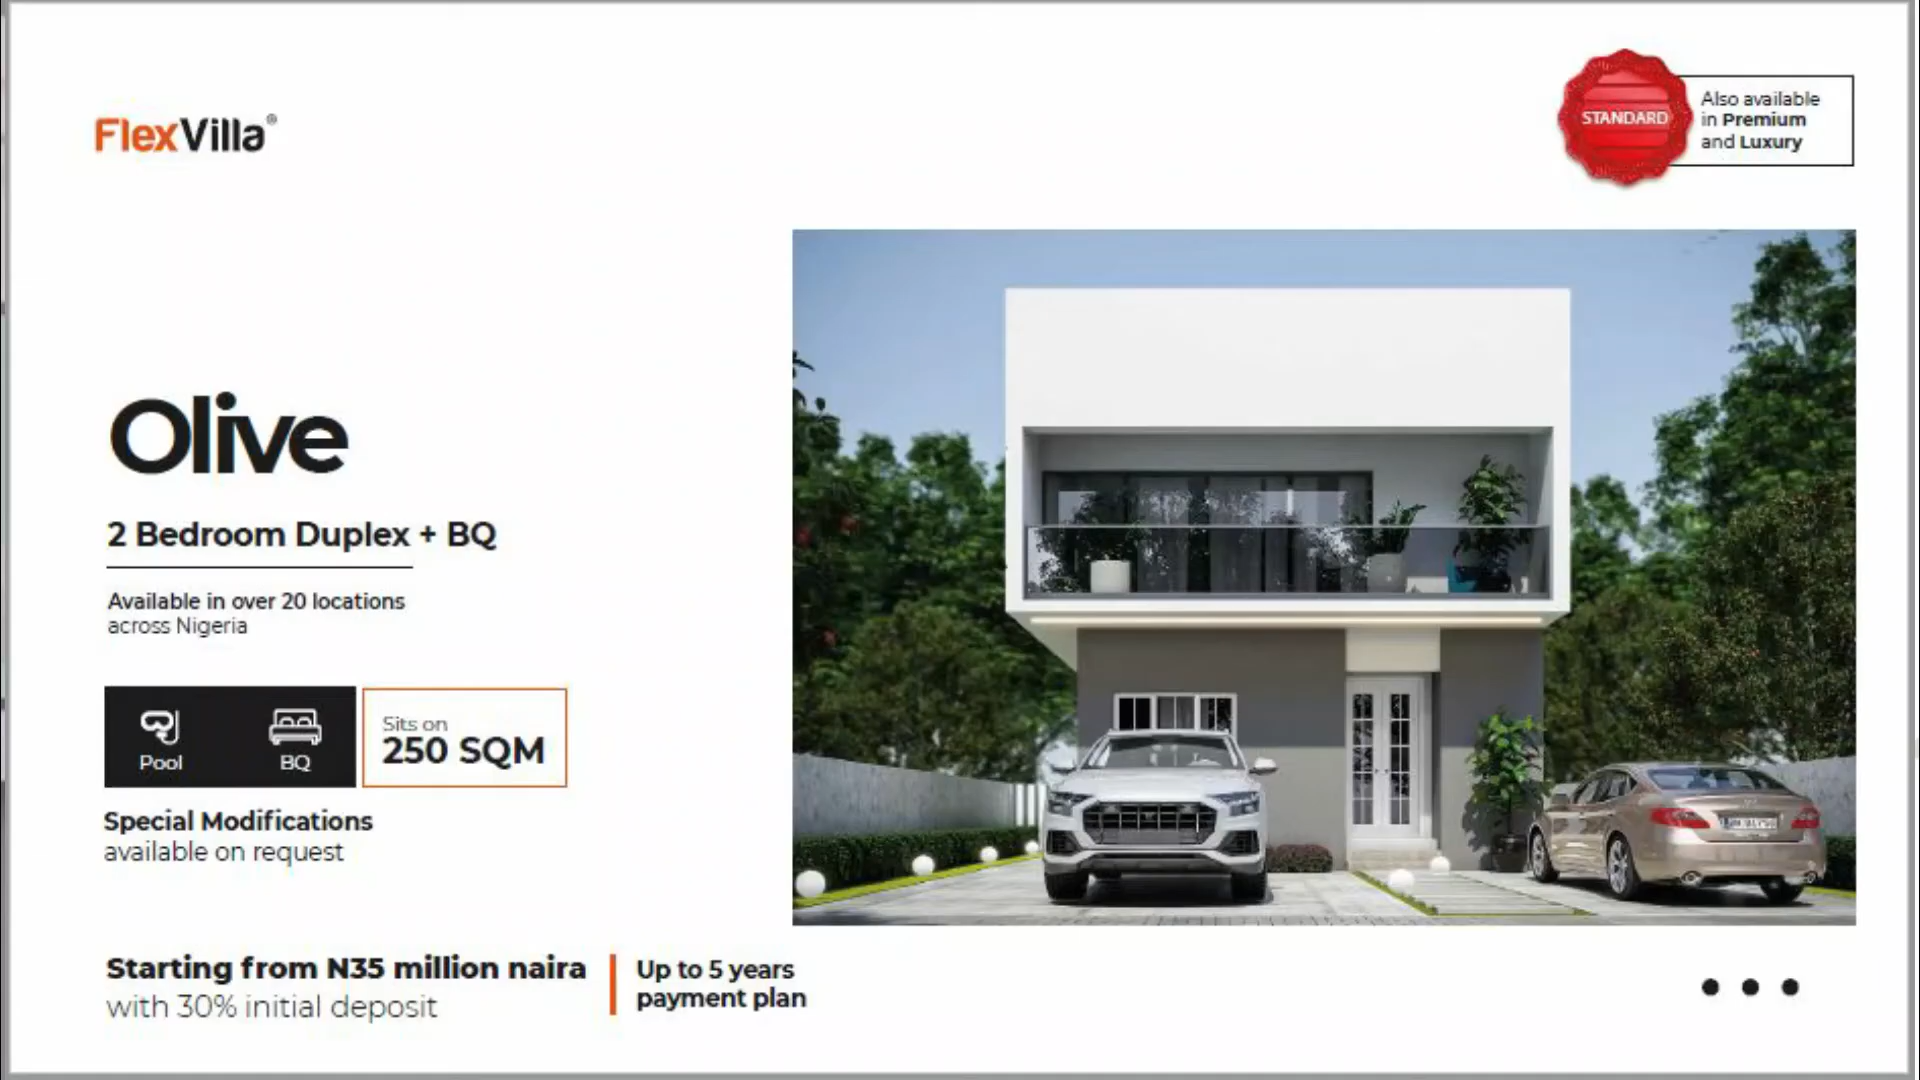 FlexVilla®
STANDARD
Also available
in Premium
and Luxury
Olive
2 Bedroom Duplex + BQ
Available in over 20 locations
across Nigeria
Pool
BQ
Sits on
250 SQM
Special Modifications
available on request
Starting from N35 million naira
with 30% initial deposit
Up to 5 years
payment plan